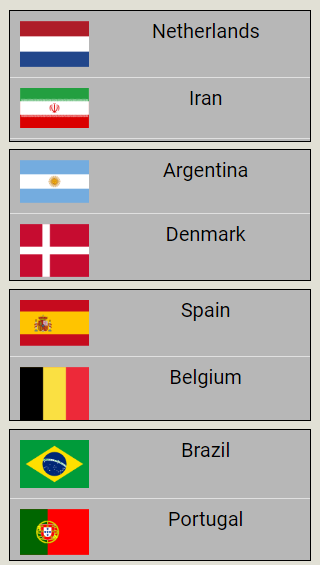 Netherlands
Iran
Argentina
Denmark
Spain
Belgium
Brazil
Portugal